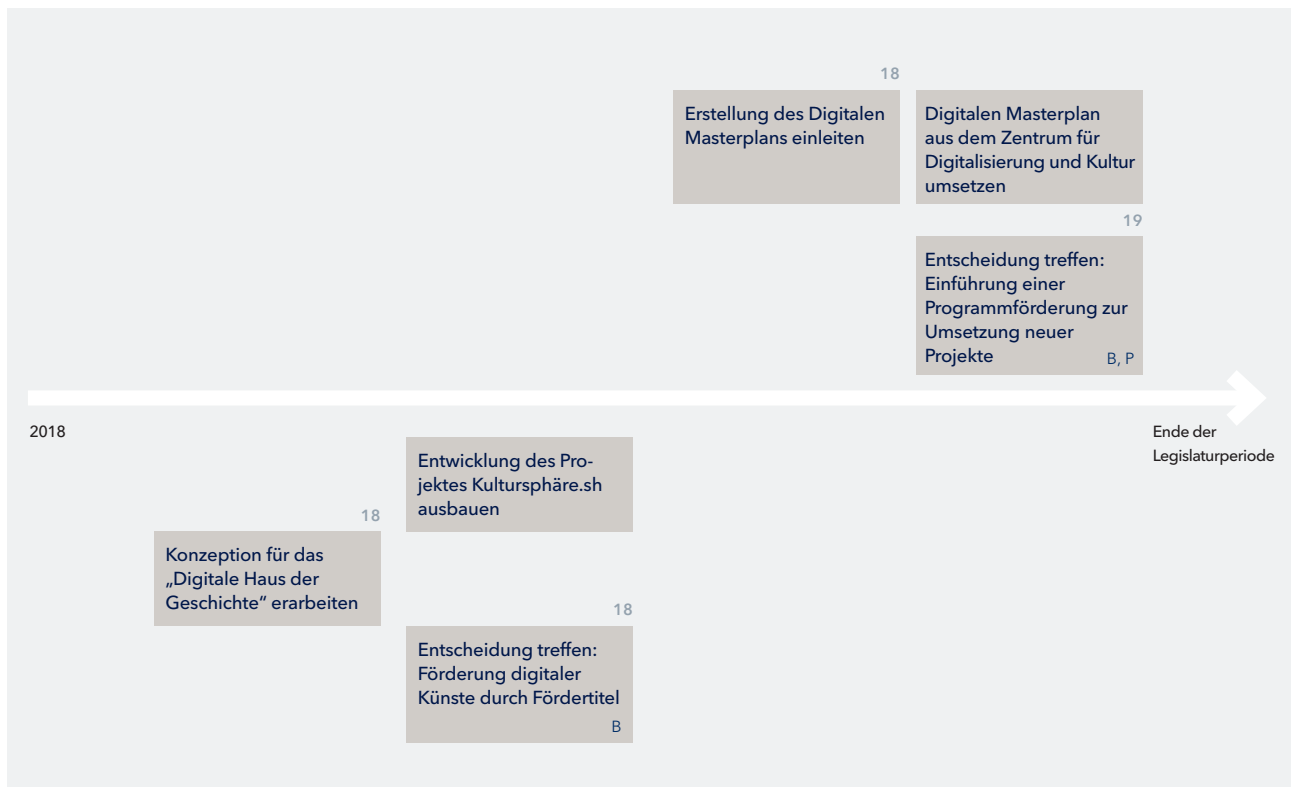 18
Erstellung des Digitalen
Masterplans einleiten
Digitalen Masterplan
aus dem Zentrum für
Digitalisierung und Kultur
umsetzen
19
Entscheidung treffen:
Einführung einer
Programmförderung zur
Umsetzung neuer
Projekte
B, P
2018
Ende der
Legislaturperiode
Entwicklung des Pro-
jektes Kultursphäre.sh
ausbauen
18
Konzeption für das
„Digitale Haus der
Geschichte“ erarbeiten
18
Entscheidung treffen:
Förderung digitaler
Künste durch Fördertitel
B